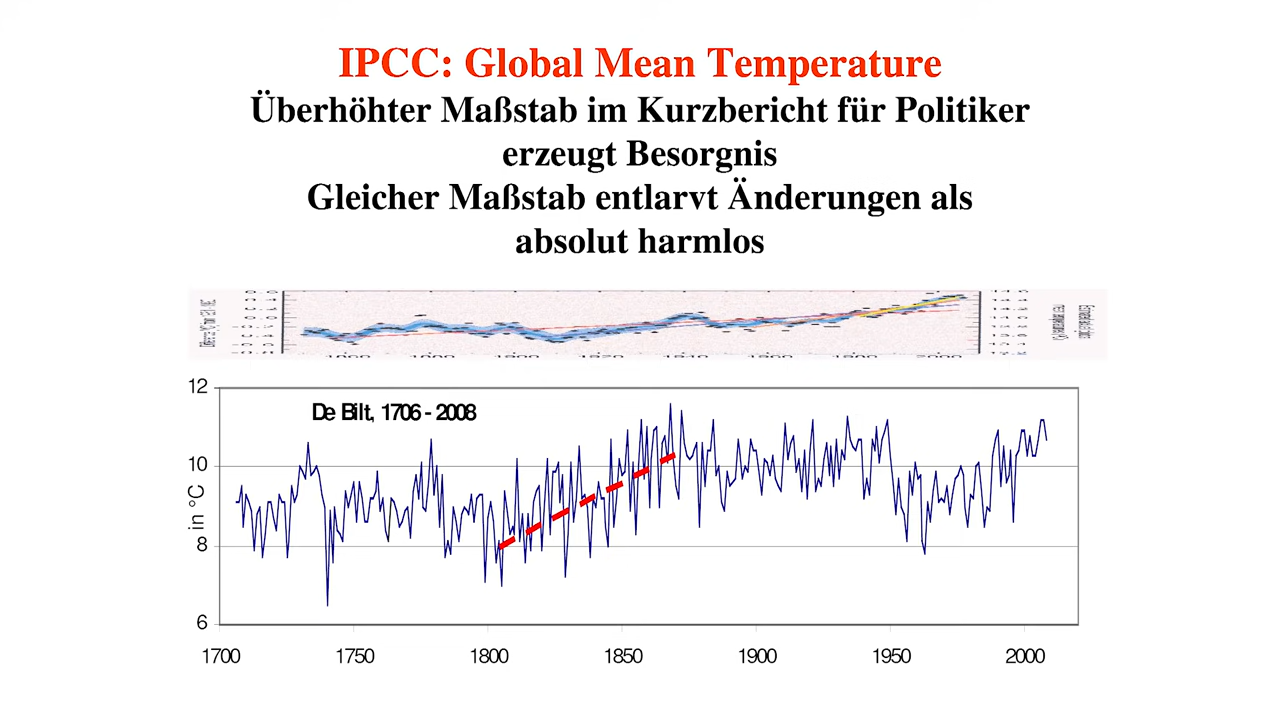 IPCC: Global Mean Temperature
Überhöhter Maßstab im Kurzbericht für Politiker
erzeugt Besorgnis
Gleicher Maßstab entlarvt Änderungen als
absolut harmlos
12
De Bilt, 1706 - 2008
10
in °C
8
6
1700 1750 1800 1850 1900 1950 2000